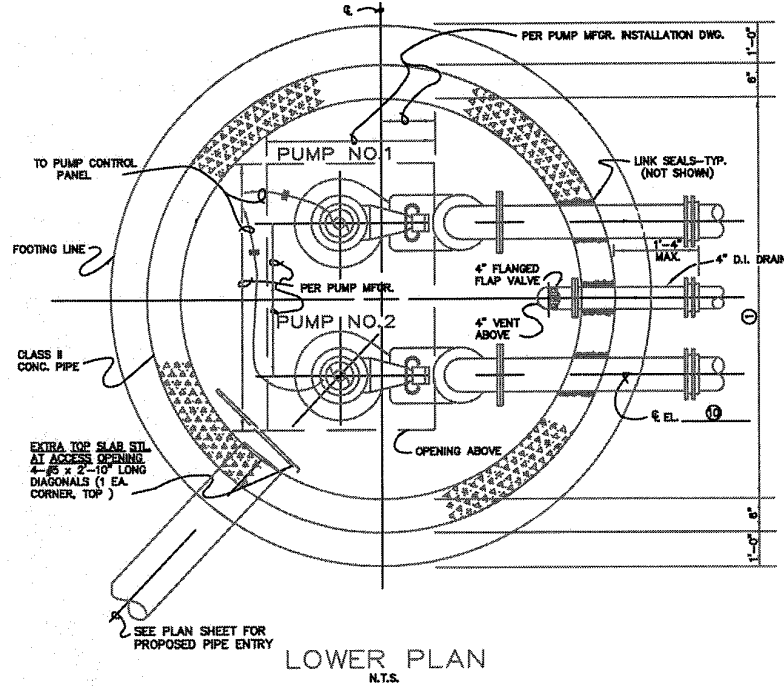 ℄
PER PUMP MFGR. INSTALLATION DWG.
1'-0"
8"
PUMP NO.1
TO PUMP CONTROL
PANEL
LINK SEALS-TYP.
(NOT SHOWN)
FOOTING LINE
1'-4"
MAX.
4" D.I. DRAIN
4" FLANGED
FLAP VALVE
PER PUMP MFGR.
4" VENT
ABOVE
PUMP NO.2
1
CLASS II
CONC. PIPE
℄ EL. 10
EXTRA TOP SLAB STL.
AT ACCESS OPENING
4-#5 x 2'-10" LONG
DIAGONALS (1 EA.
CORNER, TOP )
OPENING ABOVE
8"
1'-0"
SEE PLAN SHEET FOR
PROPOSED PIPE ENTRY
LOWER PLAN
N.T.S.